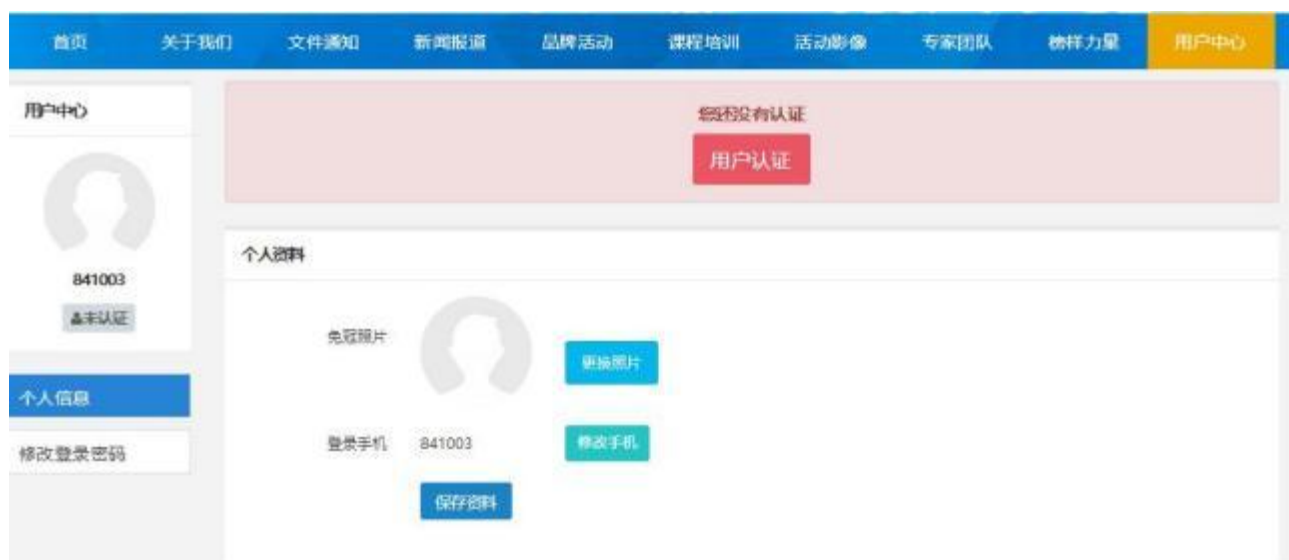 首页 关于我们 文件通知 新闻报道 品牌活动 课程培训 活动影像 专家团队 榜样力量 用户中心
用户中心
841003
未认证
个人信息
修改登录密码
您还没有认证
用户认证
个人资料
免冠照片
更换照片
登录手机 841003 修改手机
保存资料